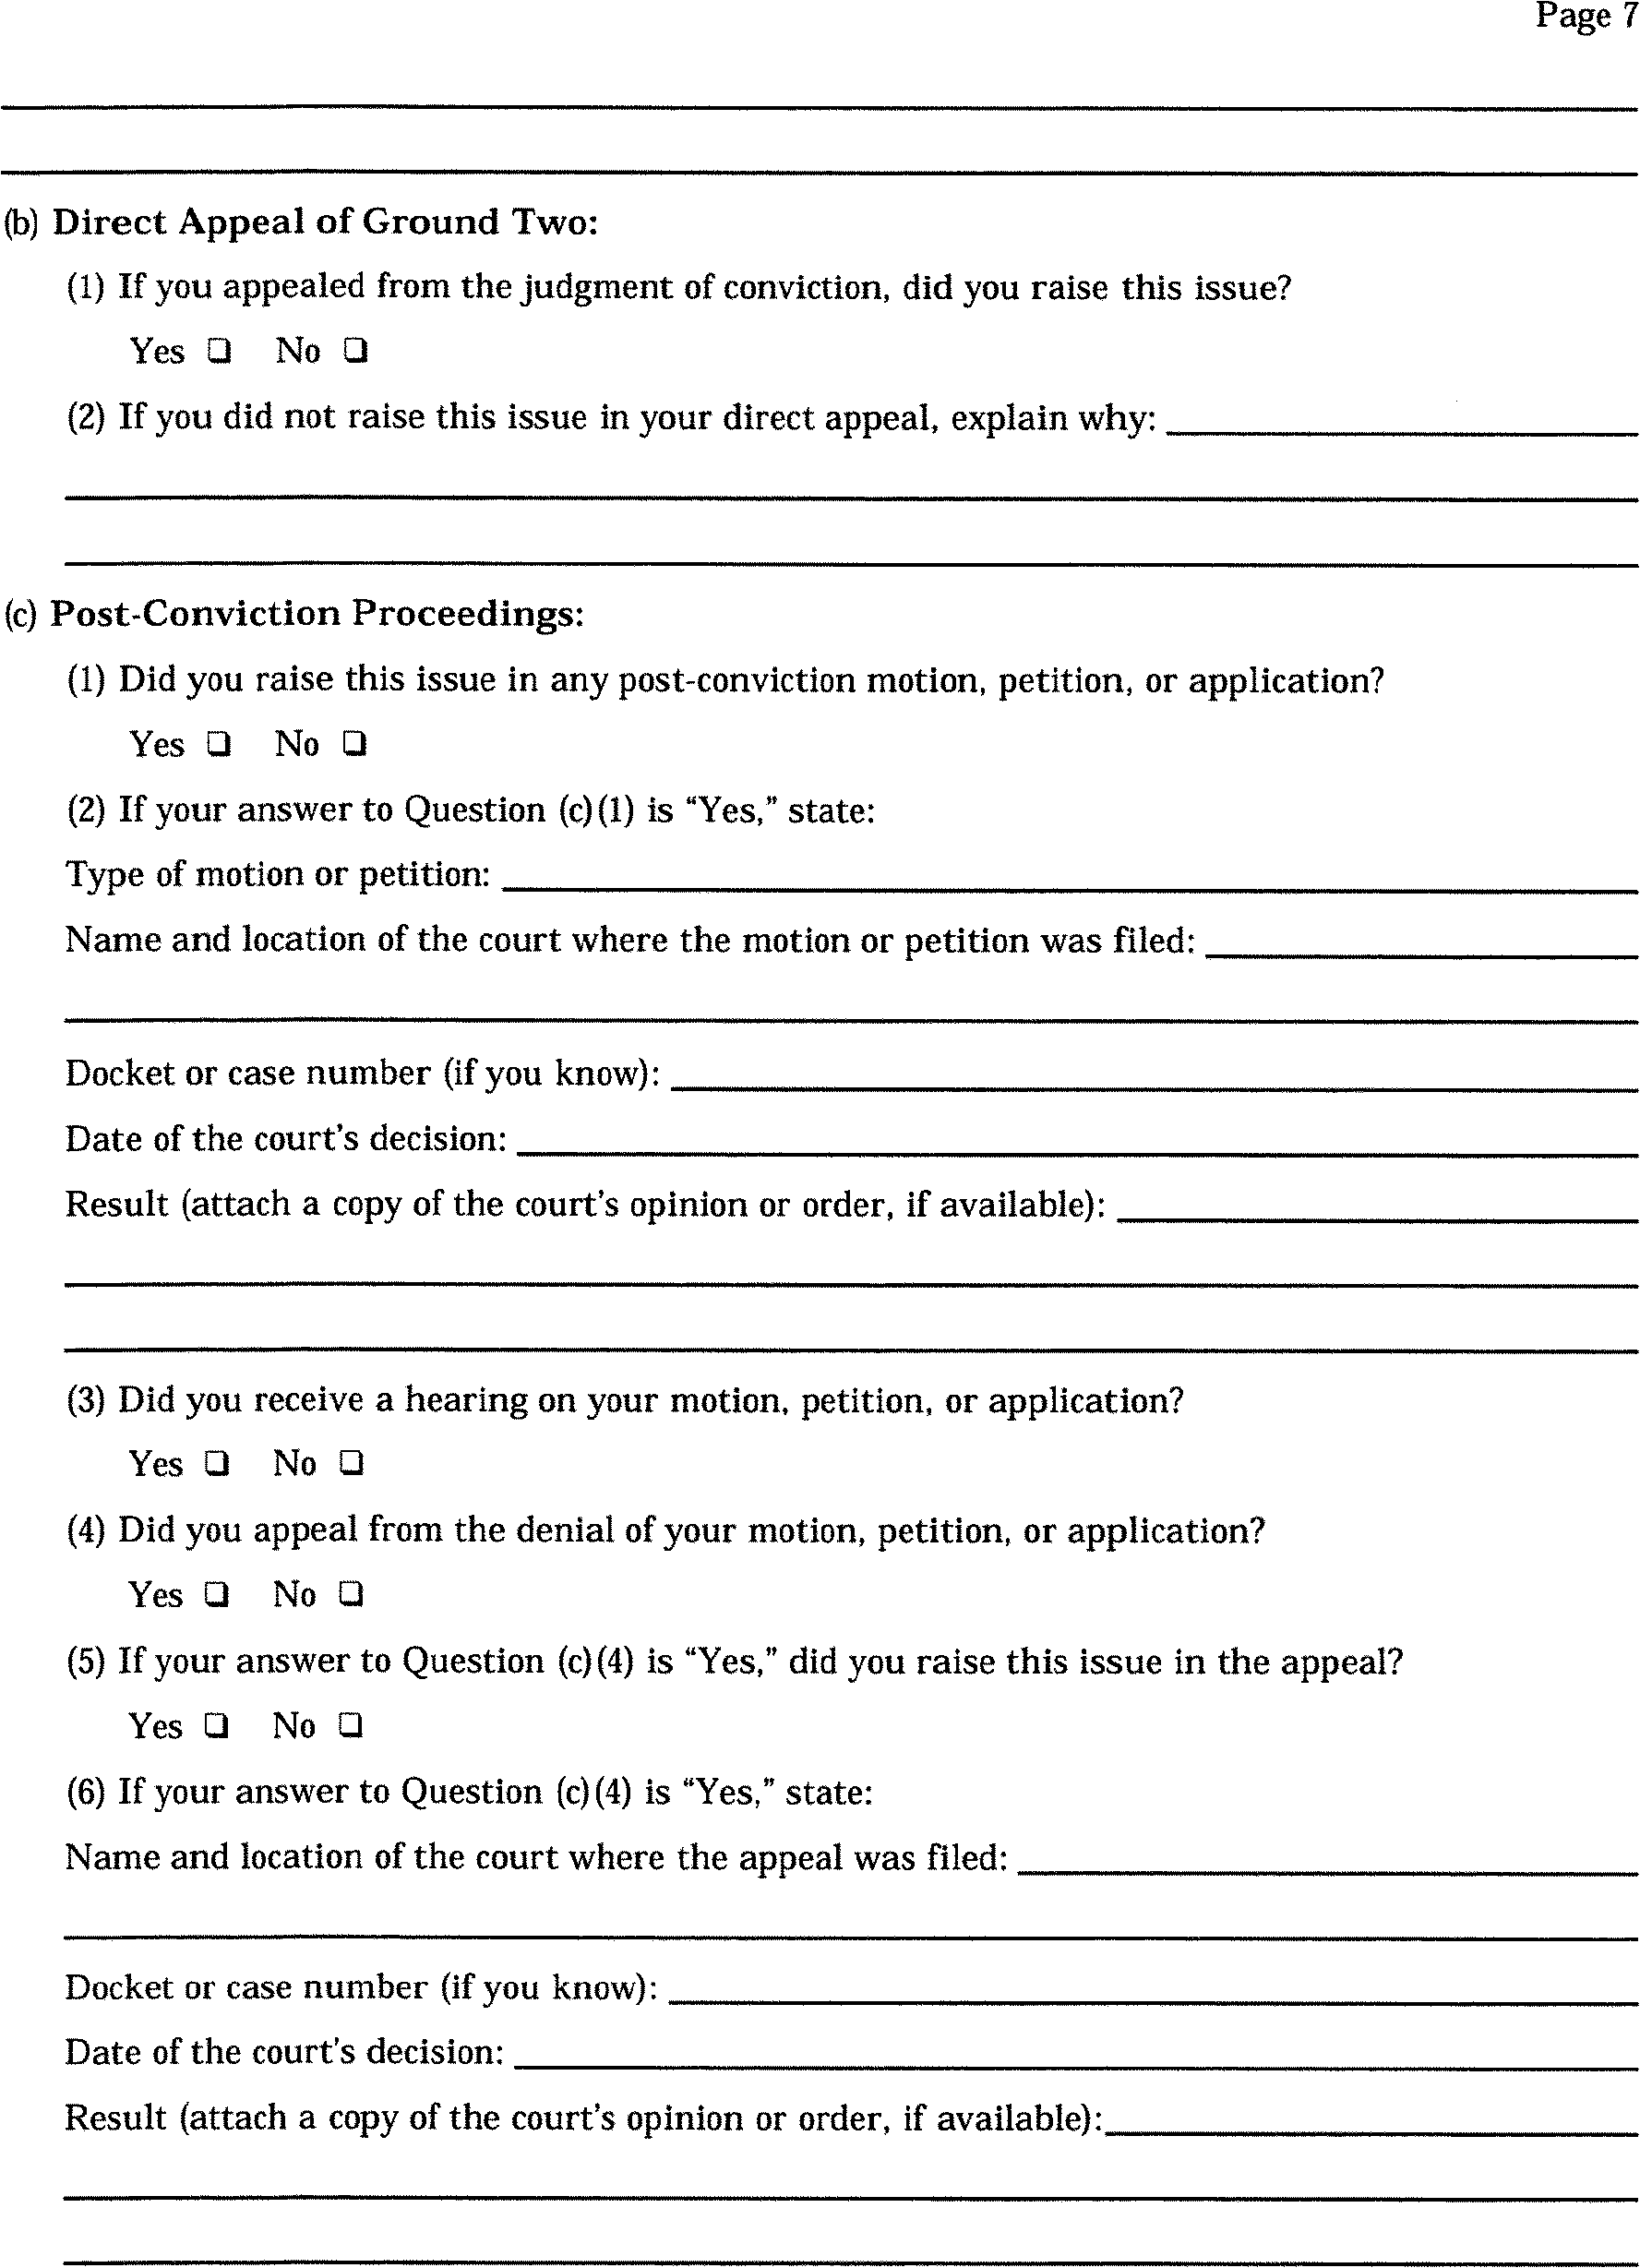 Page 7
(b) Direct Appeal of Ground Two:
(1) If you appealed from the judgment of conviction, did you raise this issue?
Yes ❑ No ❑
(2) If you did not raise this issue in your direct appeal, explain why:
(c) Post-Conviction Proceedings:
(1) Did you raise this issue in any post-conviction motion, petition, or application?
Yes ❑ No ❑
(2) If your answer to Question (c)(1) is “Yes,” state:
Type of motion or petition:
Name and location of the court where the motion or petition was filed:
Docket or case number (if you know):
Date of the court’s decision:
Result (attach a copy of the court’s opinion or order, if available):
(3) Did you receive a hearing on your motion, petition, or application?
Yes ❑ No ❑
(4) Did you appeal from the denial of your motion, petition, or application?
Yes ❑ No ❑
(5) If your answer to Question (c)(4) is “Yes,” did you raise this issue in the appeal?
Yes ❑ No ❑
(6) If your answer to Question (c)(4) is “Yes,” state:
Name and location of the court where the appeal was filed:
Docket or case number (if you know):
Date of the court’s decision:
Result (attach a copy of the court’s opinion or order, if available):